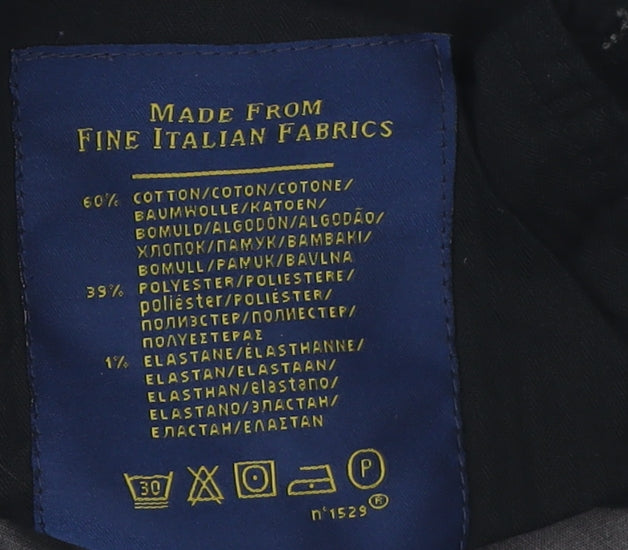 MADE FROM
FINE ITALIAN FABRICS
60% COTTON/COTON/COTONE/
BAUMWOLLE/KATOEN/
BOMULD/ALGODÓN/ALGODÃO/
ХЛОПОК/ПАМУК/BAMBAKI/
BOMULL/PAMUK/BAVLNA
39% POLYESTER/POLIESTERE/
poliëster/POLIÉSTER/
ПОЛИЭСТЕР/ПОЛИЕСТЕР/
ΠΟΛΥΕΣΤΕΡΑΣ
1% ELASTANE/ÉLASTHANNE/
ELASTAN/ELASTAAN/
ELASTHAN/elastano/
ELASTANO/ЭЛАСТАН/
ЕЛАСТАН/ΕΛΑΣΤΑΝ
30 P
n°1529 ®